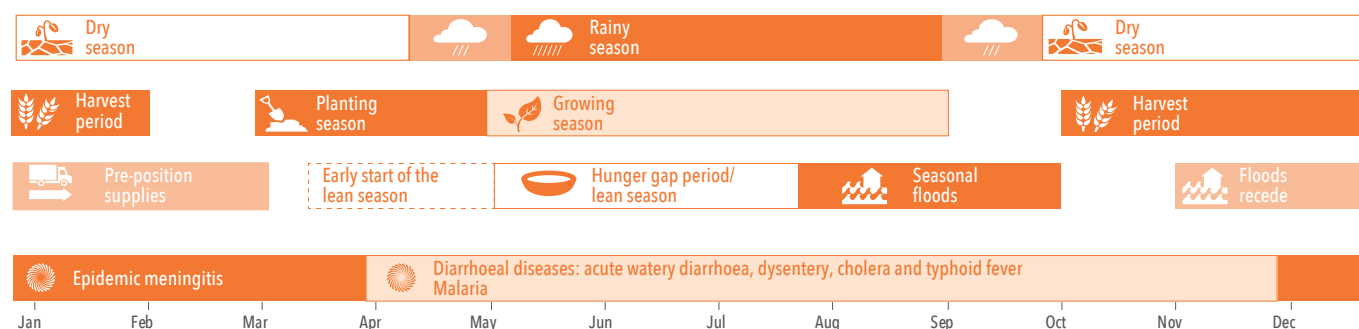 Dry
season
Rainy
season
Dry
season
Harvest
period
Planting
season
Growing
season
Harvest
period
Pre-position
supplies
Early start of the
lean season
Hunger gap period/
lean season
Seasonal
floods
Floods
recede
Epidemic meningitis
Diarrhoeal diseases: acute watery diarrhoea, dysentery, cholera and typhoid fever
Malaria
Jan Feb Mar Apr May Jun Jul Aug Sep Oct Nov Dec